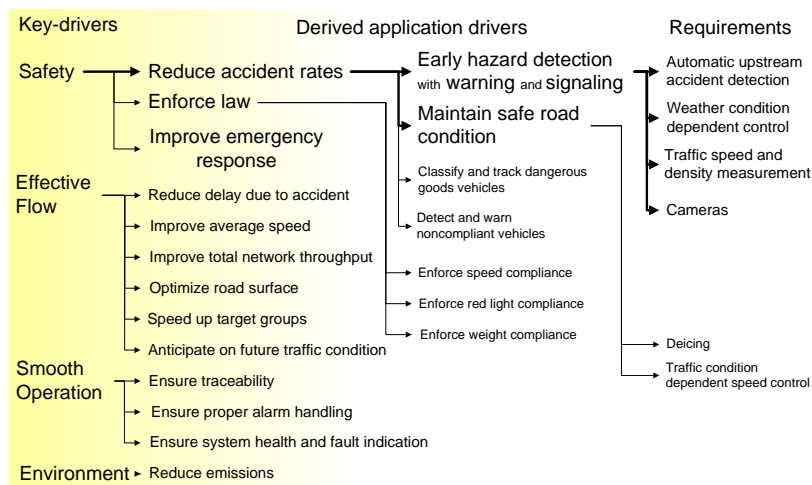 Key-drivers
Derived application drivers
Requirements
Safety
Reduce accident rates
Enforce law
Improve emergency
response
Early hazard detection
with warning and signaling
Maintain safe road
condition
Classify and track dangerous
goods vehicles
Detect and warn
noncompliant vehicles
Enforce speed compliance
Enforce red light compliance
Enforce weight compliance
Automatic upstream
accident detection
Weather condition
dependent control
Traffic speed and
density measurement
Cameras
Deicing
Traffic condition
dependent speed control
Effective
Flow
Reduce delay due to accident
Improve average speed
Improve total network throughput
Optimize road surface
Speed up target groups
Anticipate on future traffic condition
Smooth
Operation
Ensure traceability
Ensure proper alarm handling
Ensure system health and fault indication
Environment
Reduce emissions